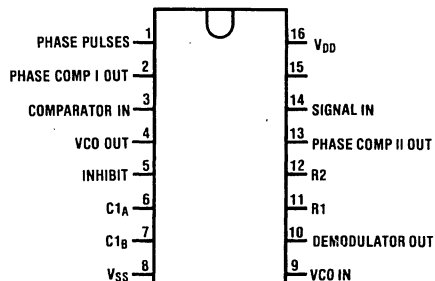 PHASE PULSES 1 16 VDD
PHASE COMP I OUT 2 15
COMPARATOR IN 3 14 SIGNAL IN
VCO OUT 4 13 PHASE COMP II OUT
INHIBIT 5 12 R2
C1A 6 11 R1
C1B 7 10 DEMODULATOR OUT
VSS 8 9 VCO IN